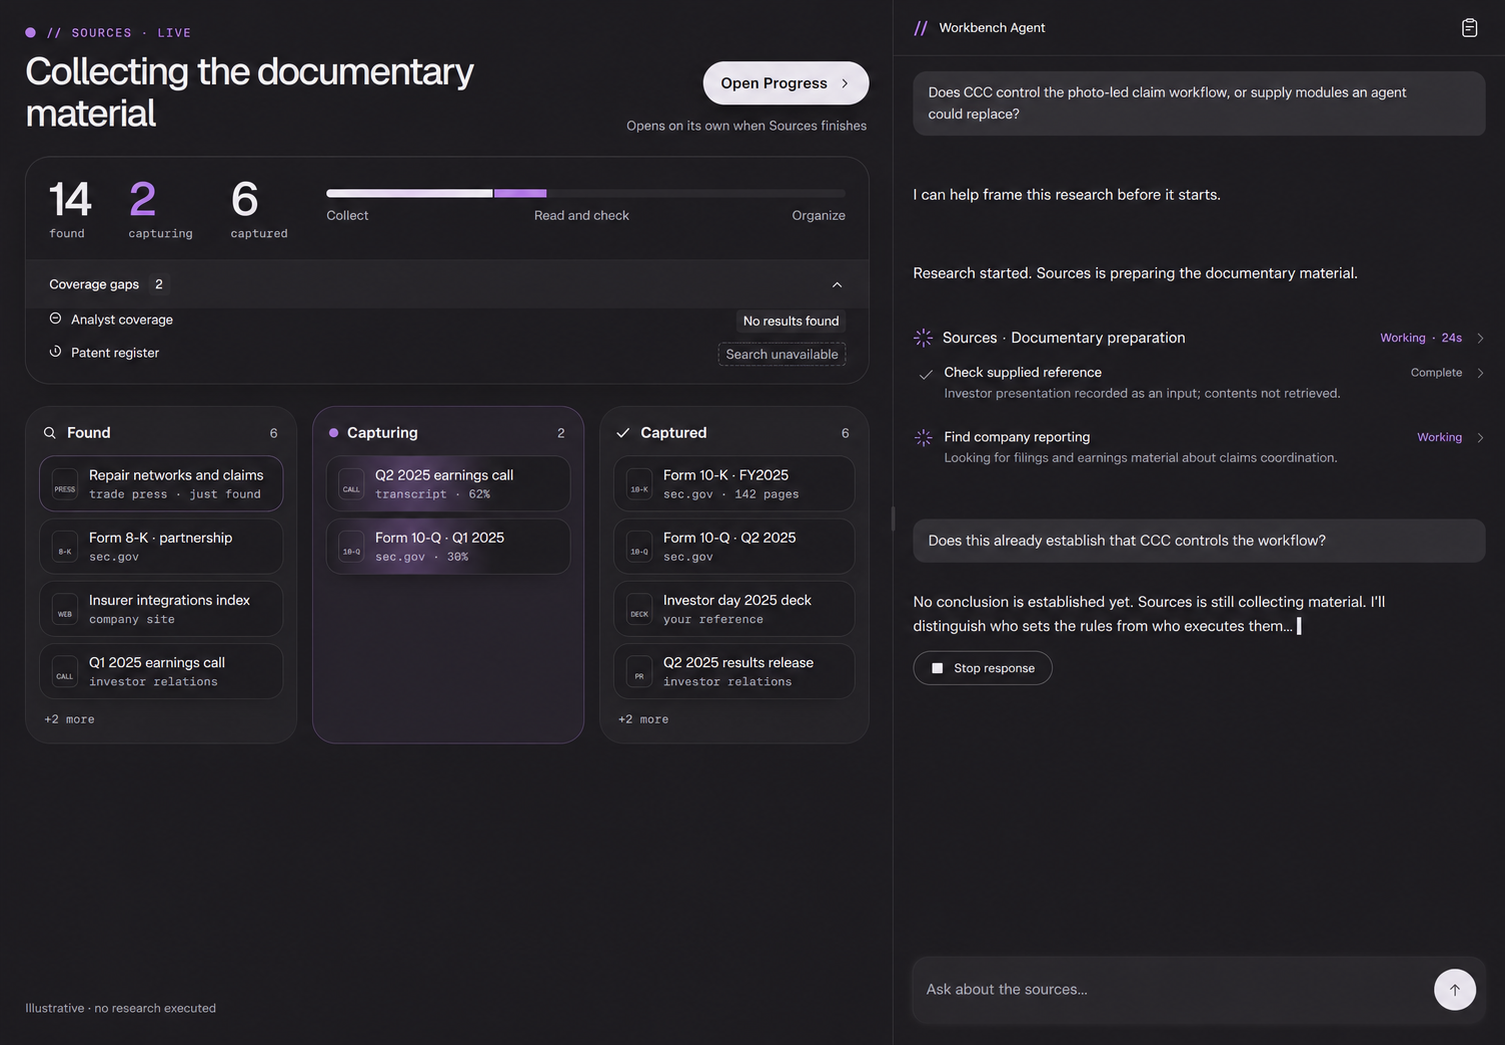 // SOURCES · LIVE
Collecting the documentary
material
Open Progress
Opens on its own when Sources finishes
14
found
2
capturing
6
captured
Collect
Read and check
Organize
Coverage gaps 2
Analyst coverage
No results found
Patent register
Search unavailable
Found 6
PRESS
Repair networks and claims
trade press · just found
8-K
Form 8-K · partnership
sec.gov
WEB
Insurer integrations index
company site
CALL
Q1 2025 earnings call
investor relations
+2 more
Capturing 2
CALL
Q2 2025 earnings call
transcript · 62%
10-Q
Form 10-Q · Q1 2025
sec.gov · 30%
Captured 6
10-K
Form 10-K · FY2025
sec.gov · 142 pages
10-Q
Form 10-Q · Q2 2025
sec.gov
DECK
Investor day 2025 deck
your reference
PR
Q2 2025 results release
investor relations
+2 more
Illustrative · no research executed
// Workbench Agent
Does CCC control the photo-led claim workflow, or supply modules an agent
could replace?
I can help frame this research before it starts.
Research started. Sources is preparing the documentary material.
Sources · Documentary preparation
Working · 24s
Check supplied reference
Complete
Investor presentation recorded as an input; contents not retrieved.
Find company reporting
Working
Looking for filings and earnings material about claims coordination.
Does this already establish that CCC controls the workflow?
No conclusion is established yet. Sources is still collecting material. I'll
distinguish who sets the rules from who executes them...
Stop response
Ask about the sources...